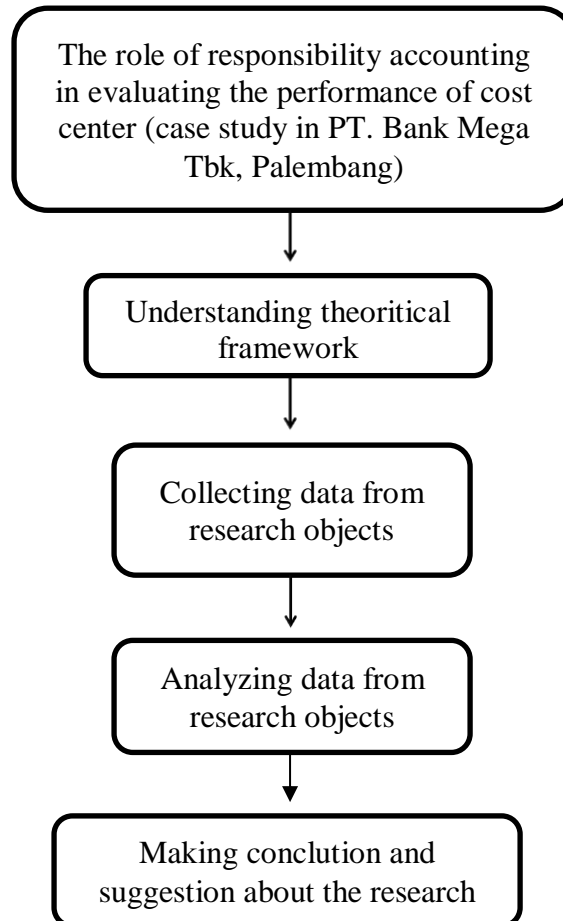 The role of responsibility accounting
in evaluating the performance of cost
center (case study in PT. Bank Mega
Tbk, Palembang)
Understanding theoritical
framework
Collecting data from
research objects
Analyzing data from
research objects
Making conclution and
suggestion about the research